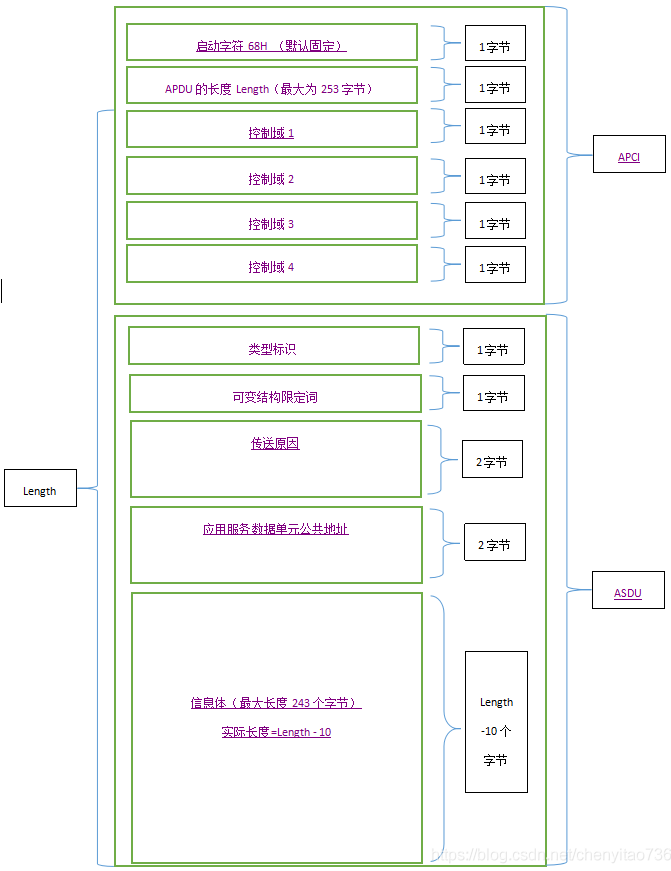 启动字符 68H （默认固定）
1字节
APDU 的长度 Length（最大为 253 字节）
1字节
控制域 1
1字节
APCI
控制域 2
1字节
控制域 3
1字节
控制域 4
1字节
类型标识
1字节
可变结构限定词
1字节
传送原因
2字节
Length
应用服务数据单元公共地址
2字节
ASDU
信息体（最大长度 243 个字节）
实际长度=Length - 10
Length
-10 个
字节
https://blog.csdn.net/chenyitao736